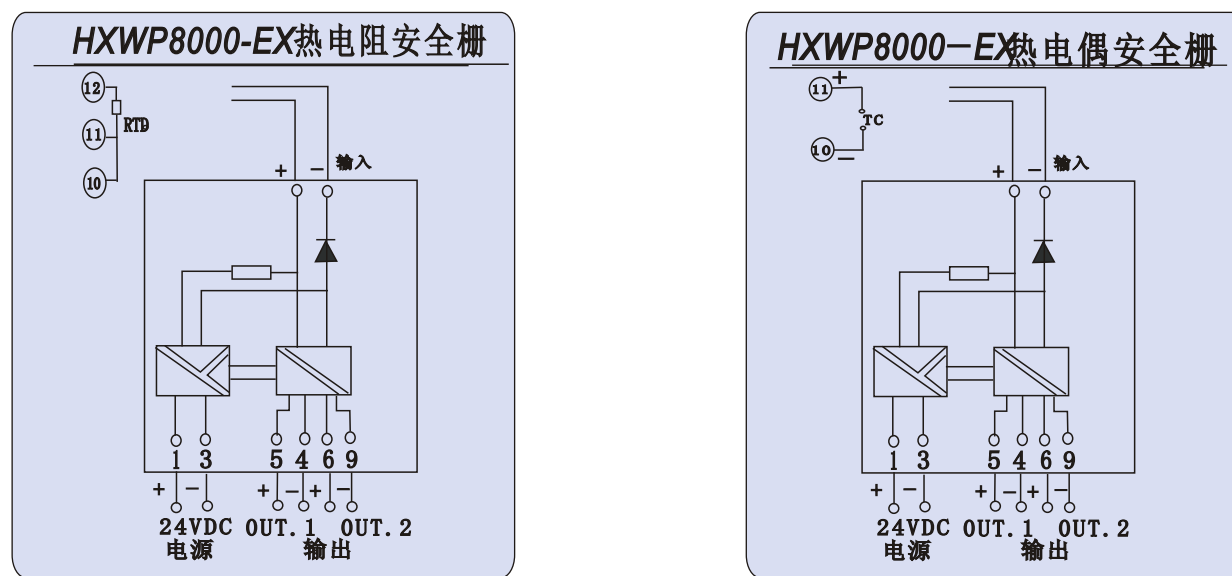 HXWP8000-EX热电阻安全栅
12
RTD
11
10
+ − 输入
1 3 5 4 6 9
+ − + − + −
24VDC OUT.1 OUT.2
电源 输出
HXWP8000-EX热电偶安全栅
11 +
TC
10 −
+ − 输入
1 3 5 4 6 9
+ − + − + −
24VDC OUT.1 OUT.2
电源 输出